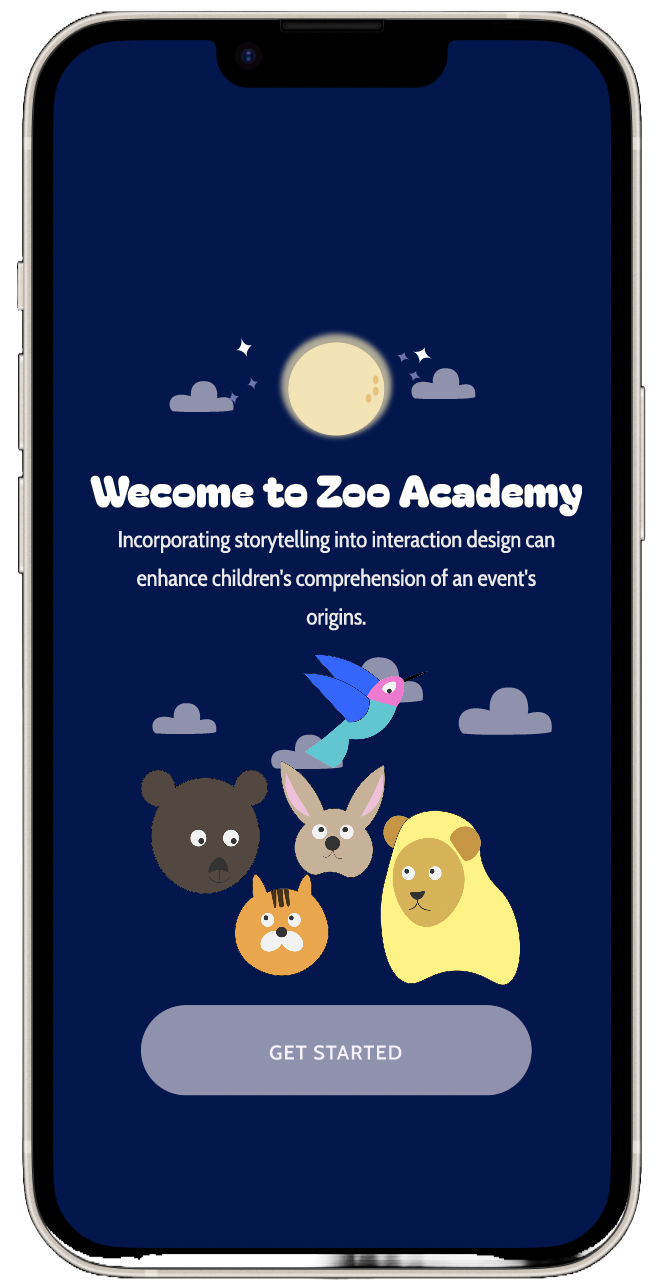 Wecome to Zoo Academy
Incorporating storytelling into interaction design can
enhance children's comprehension of an event's
origins.
GET STARTED